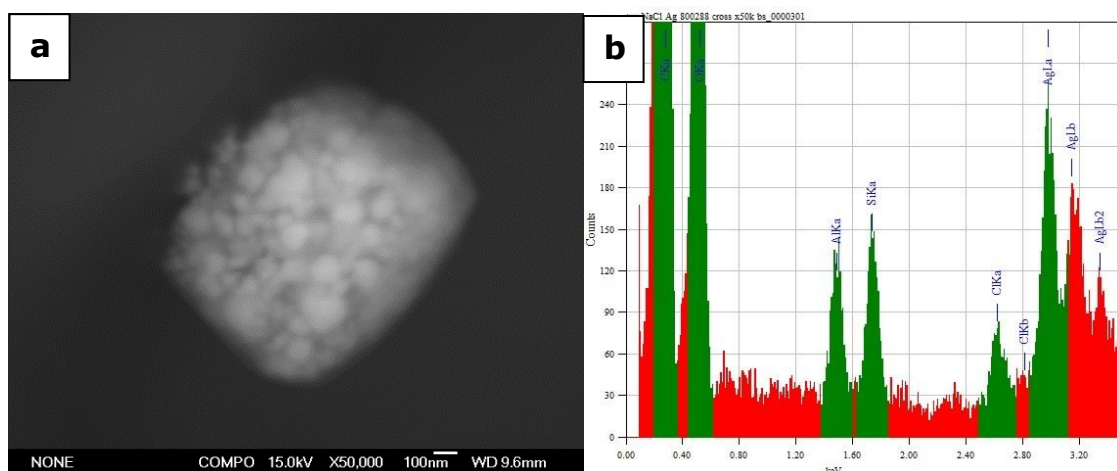 a
NONE COMPO 15.0kV X50,000 100nm WD 9.6mm
b
NaCl Ag 800288 cross x50k bs_0000301
Counts
240
210
180
150
120
90
60
30
0
0.00 0.40 0.80 1.20 1.60 2.00 2.40 2.80 3.20
CKa
OKa
AlKa
SiKa
ClKa
ClKb
AgLa
AgLb
AgLb2